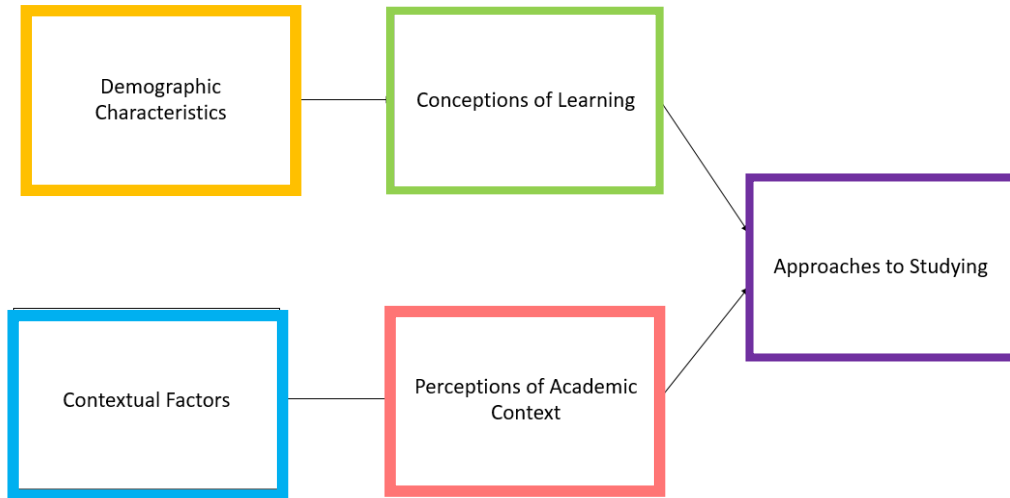 Demographic
Characteristics
Conceptions of Learning
Approaches to Studying
Contextual Factors
Perceptions of Academic
Context